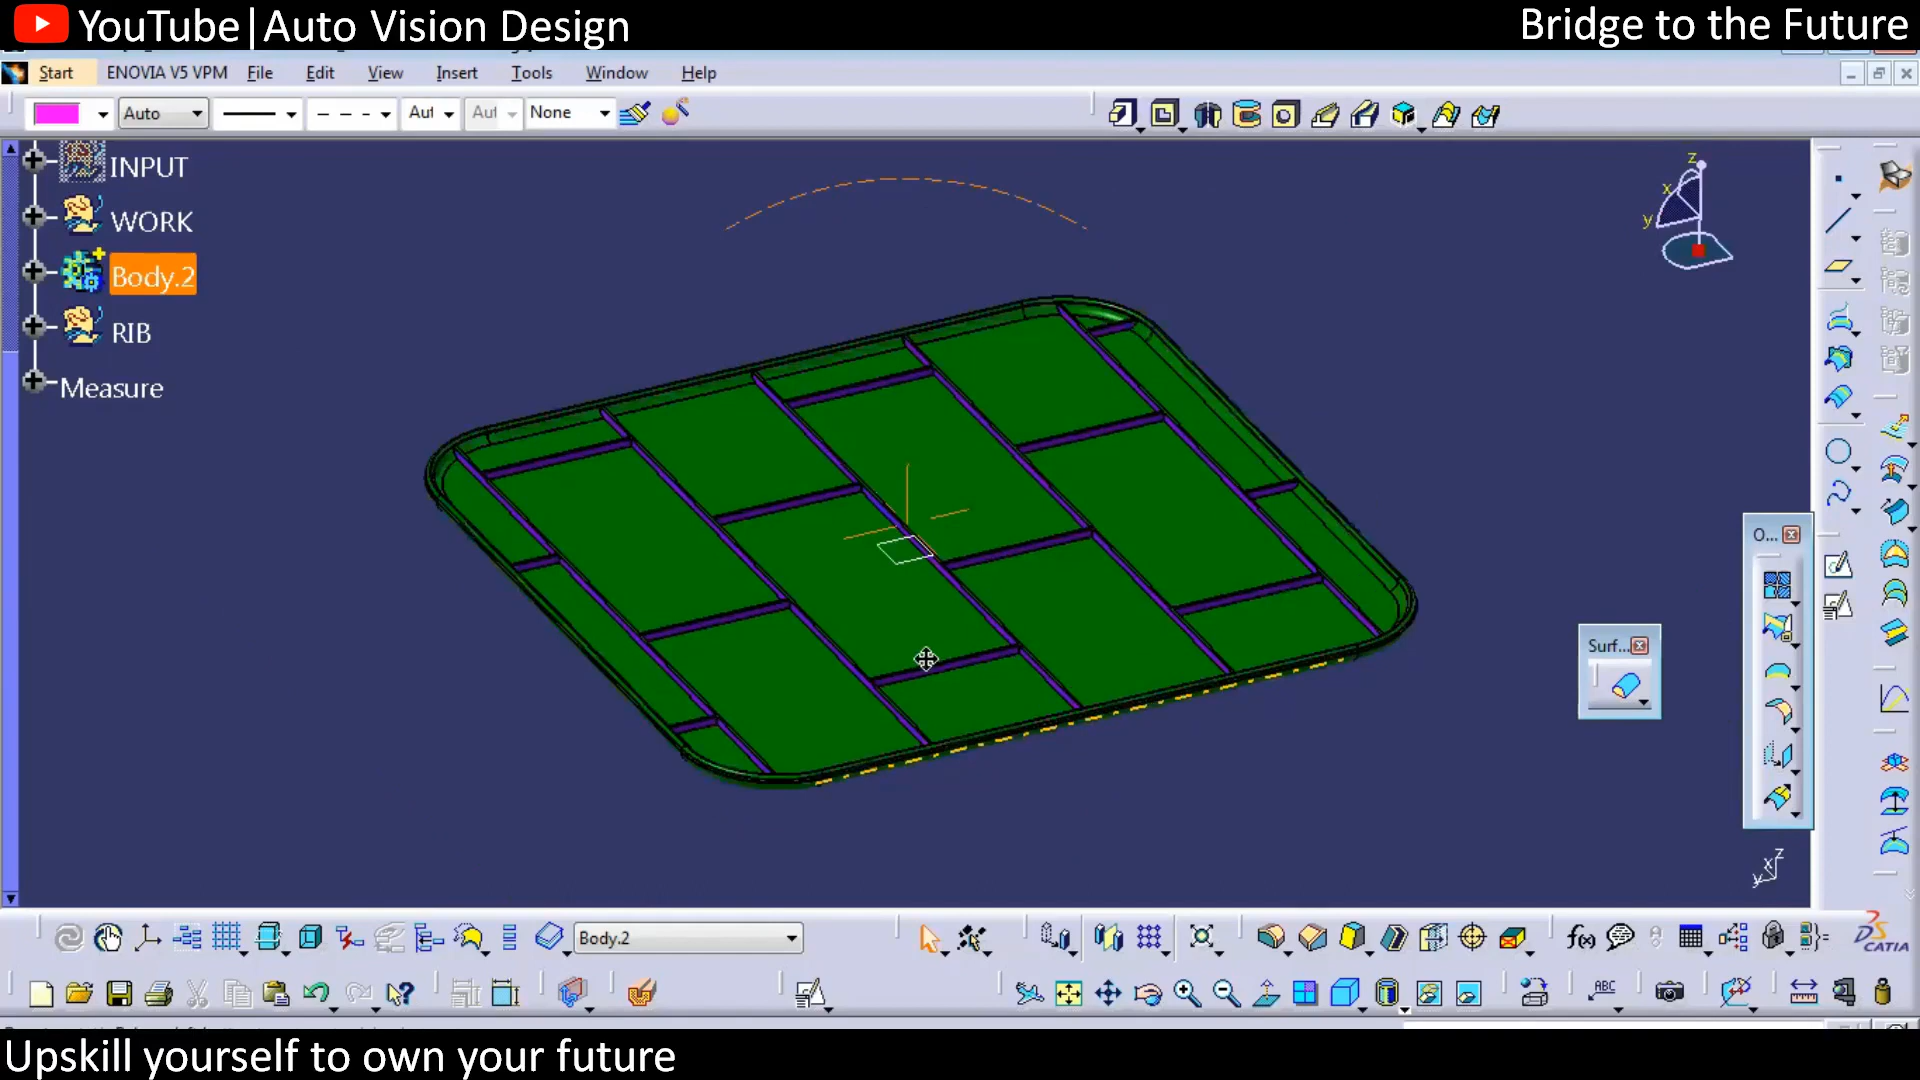 YouTube|Auto Vision Design
Bridge to the Future
Start ENOVIA V5 VPM File Edit View Insert Tools Window Help
Auto Aut Aut None
INPUT
WORK
Body.2
RIB
Measure
z
x
y
O...
Surf...
z
x
y
Body.2
f(x)
CATIA
ABC
Upskill yourself to own your future